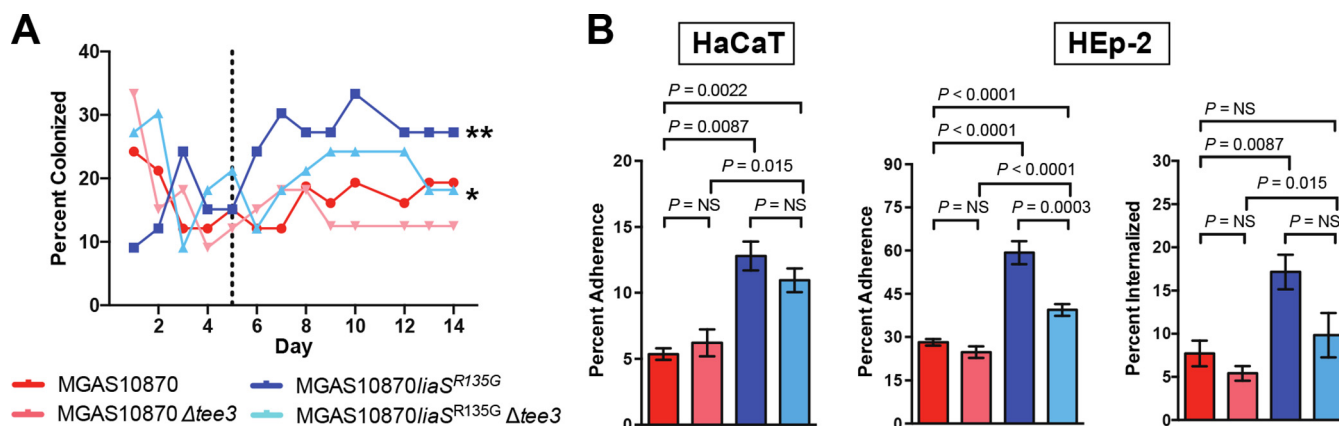 A
Percent Colonized
40
30
20
10
0
2 4 6 8 10 12 14
Day
**
*
MGAS10870
MGAS10870 Δtee3
MGAS10870liaS^R135G
MGAS10870liaS^R135G Δtee3
B
HaCaT
P = 0.0022
P = 0.0087
P = 0.015
P = NS P = NS
Percent Adherence
20
15
10
5
0
HEp-2
P < 0.0001
P < 0.0001
P < 0.0001
P = NS P = 0.0003
Percent Adherence
90
75
60
45
30
15
0
P = NS
P = 0.0087
P = 0.015
P = NS P = NS
Percent Internalized
30
25
20
15
10
5
0